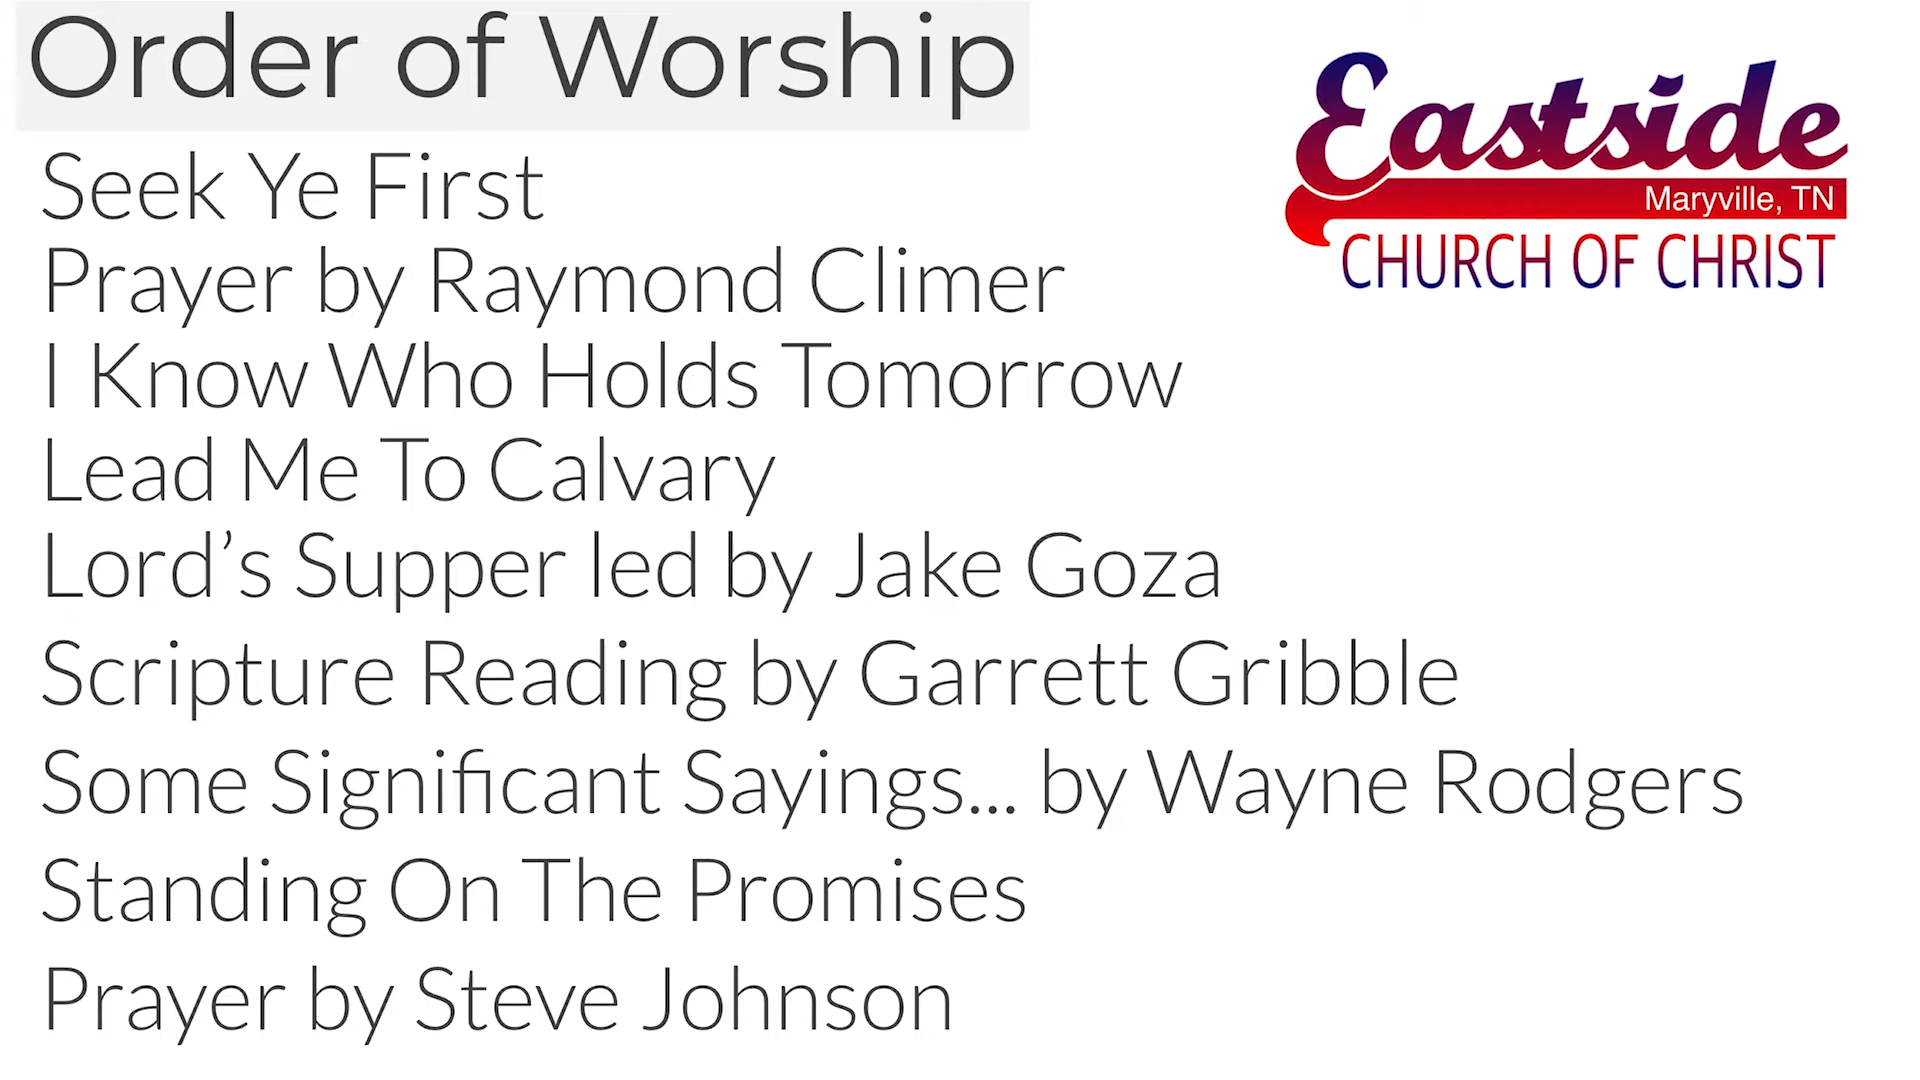 Order of Worship
Seek Ye First
Prayer by Raymond Climer
I Know Who Holds Tomorrow
Lead Me To Calvary
Lord’s Supper led by Jake Goza
Scripture Reading by Garrett Gribble
Some Significant Sayings... by Wayne Rodgers
Standing On The Promises
Prayer by Steve Johnson
Eastside
Maryville, TN
CHURCH OF CHRIST